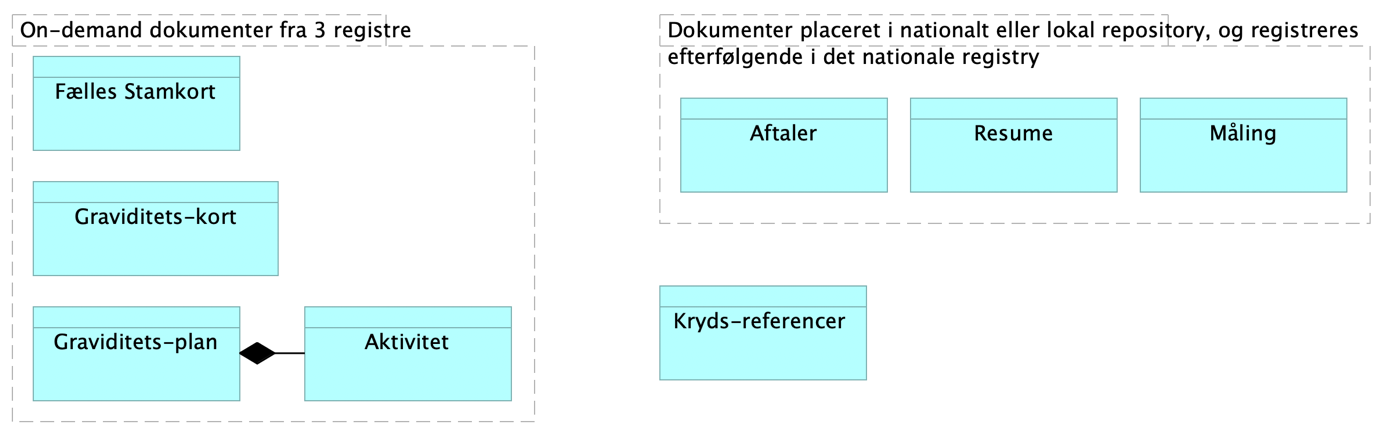 On-demand dokumenter fra 3 registre
Fælles Stamkort
Graviditets-kort
Graviditets-plan
Aktivitet
Dokumenter placeret i nationalt eller lokal repository, og registreres
efterfølgende i det nationale registry
Aftaler
Resume
Måling
Kryds-referencer